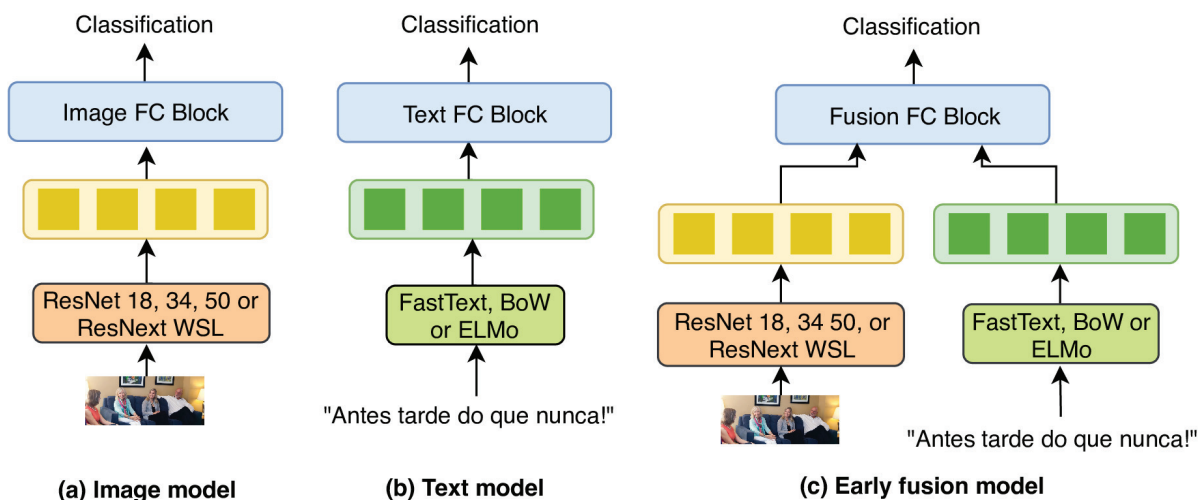 Classification
Image FC Block
ResNet 18, 34, 50 or
ResNext WSL
(a) Image model
Classification
Text FC Block
FastText, BoW
or ELMo
"Antes tarde do que nunca!"
(b) Text model
Classification
Fusion FC Block
ResNet 18, 34 50, or
ResNext WSL
FastText, BoW or
ELMo
"Antes tarde do que nunca!"
(c) Early fusion model